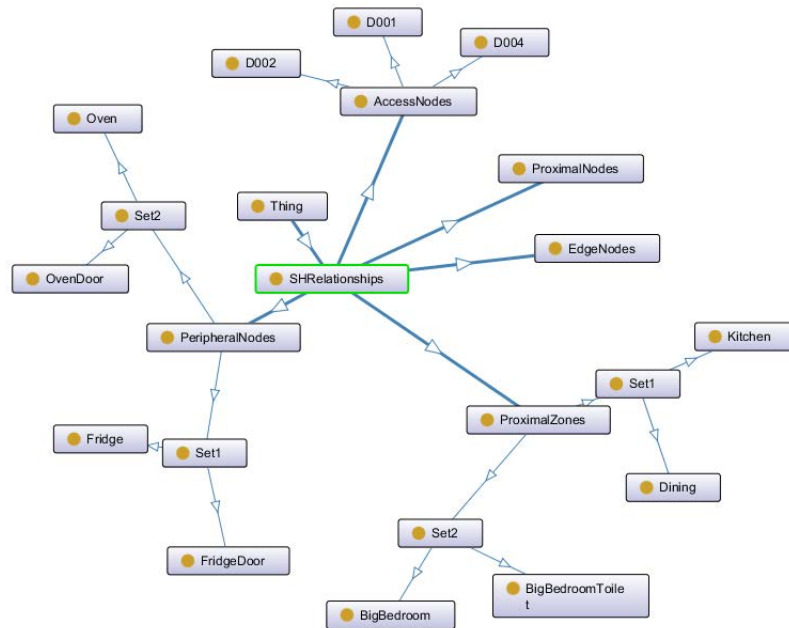 D001
D004
D002
AccessNodes
Oven
ProximalNodes
Thing
Set2
EdgeNodes
OvenDoor
SHRelationships
PeripheralNodes
Kitchen
Set1
ProximalZones
Fridge
Set1
Dining
Set2
FridgeDoor
BigBedroomToile
t
BigBedroom